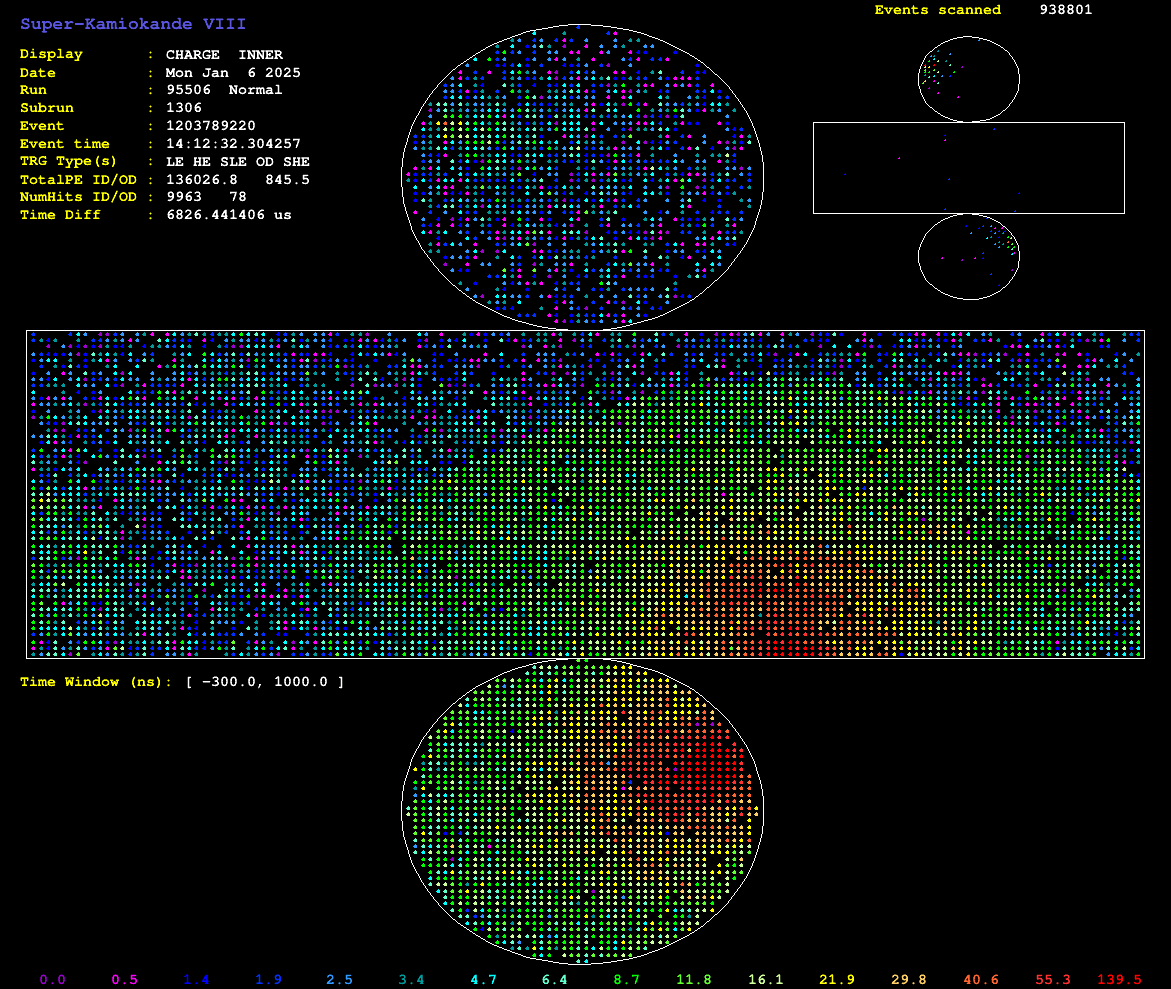 Super-Kamiokande VIII
Events scanned 938801
Display : CHARGE INNER
Date : Mon Jan 6 2025
Run : 95506 Normal
Subrun : 1306
Event : 1203789220
Event time : 14:12:32.304257
TRG Type(s) : LE HE SLE OD SHE
TotalPE ID/OD : 136026.8 845.5
NumHits ID/OD : 9963 78
Time Diff : 6826.441406 us
Time Window (ns): [ -300.0, 1000.0 ]
0.0 0.5 1.4 1.9 2.5 3.4 4.7 6.4 8.7 11.8 16.1 21.9 29.8 40.6 55.3 139.5